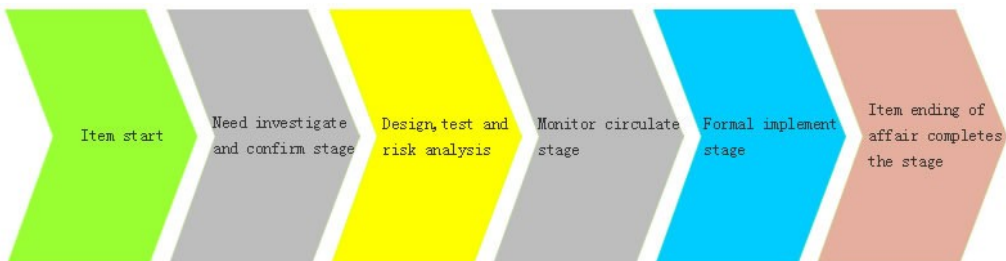 Item start
Need investigate
and confirm stage
Design,test and
risk analysis
Monitor circulate
stage
Formal implement
stage
Item ending of
affair completes
the stage